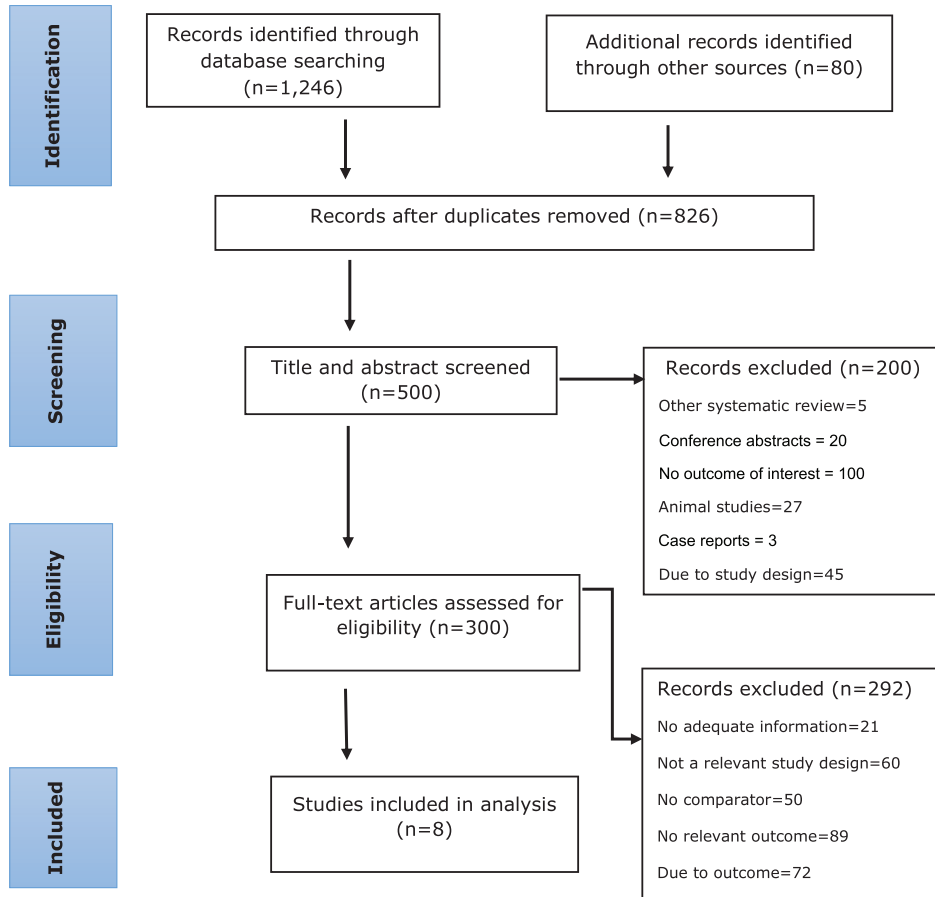 Identification
Records identified through
database searching
(n=1,246)
Additional records identified
through other sources (n=80)
Records after duplicates removed (n=826)
Screening
Title and abstract screened
(n=500)
Records excluded (n=200)
Other systematic review=5
Conference abstracts = 20
No outcome of interest = 100
Animal studies=27
Case reports = 3
Due to study design=45
Eligibility
Full-text articles assessed for
eligibility (n=300)
Records excluded (n=292)
No adequate information=21
Not a relevant study design=60
No comparator=50
No relevant outcome=89
Due to outcome=72
Included
Studies included in analysis
(n=8)